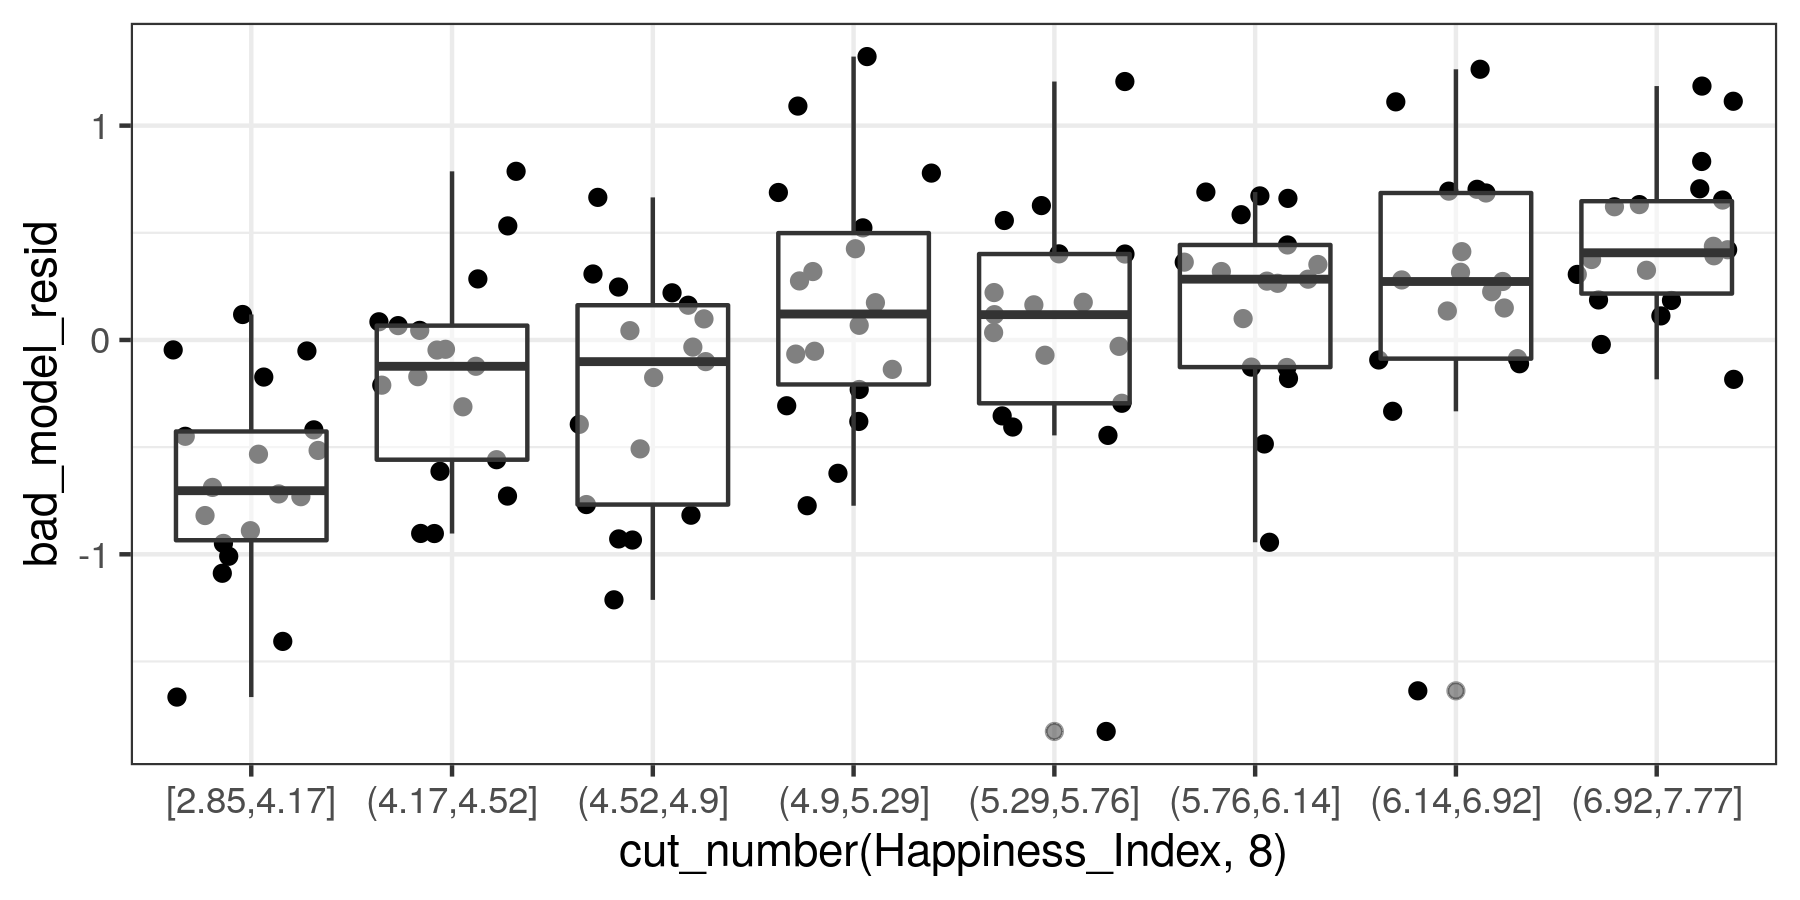 bad_model_resid
1
0
-1
[2.85,4.17] (4.17,4.52] (4.52,4.9] (4.9,5.29] (5.29,5.76] (5.76,6.14] (6.14,6.92] (6.92,7.77]
cut_number(Happiness_Index, 8)